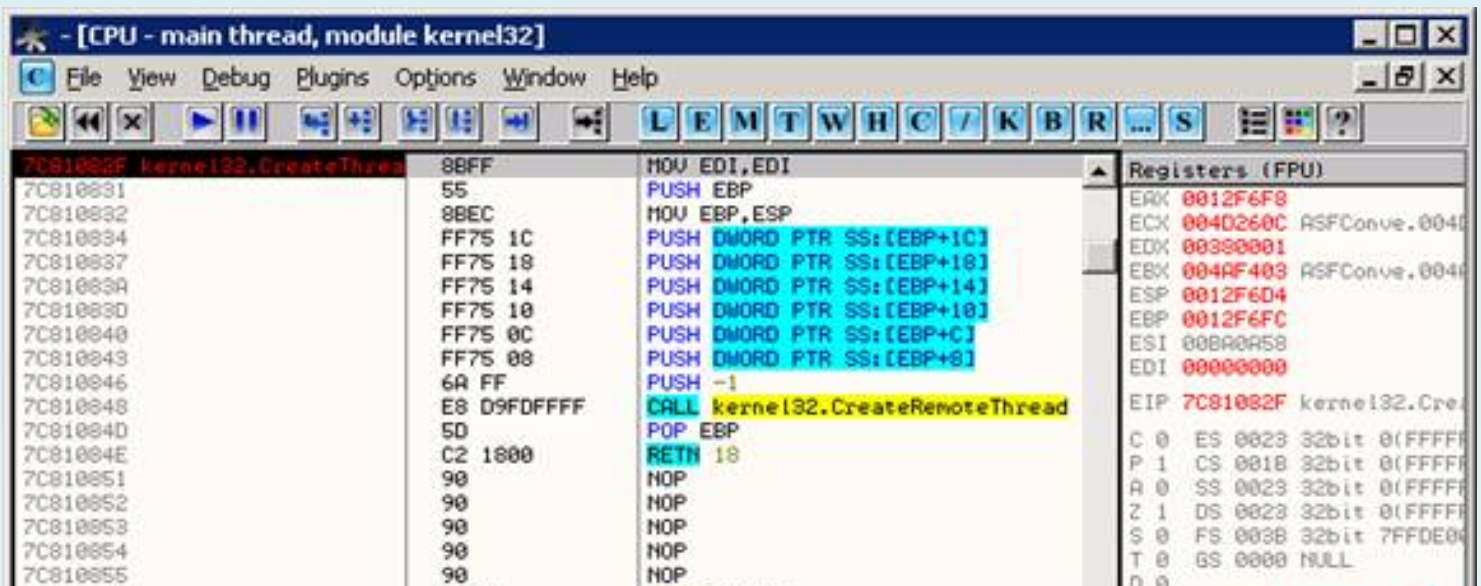 - [CPU - main thread, module kernel32]
C File View Debug Plugins Options Window Help
L E M T W H C / K B R ... S ?
7C81082F kernel32.CreateThrea 8BFF MOV EDI,EDI Registers (FPU)
7C810831 55 PUSH EBP EAX 0012F6F8
7C810832 8BEC MOV EBP,ESP ECX 004D260C ASFConve.004D
7C810834 FF75 1C PUSH DWORD PTR SS:[EBP+1C] EDX 00380001
7C810837 FF75 18 PUSH DWORD PTR SS:[EBP+18] EBX 004AF403 ASFConve.004A
7C81083A FF75 14 PUSH DWORD PTR SS:[EBP+14] ESP 0012F6D4
7C81083D FF75 10 PUSH DWORD PTR SS:[EBP+10] EBP 0012F6FC
7C810840 FF75 0C PUSH DWORD PTR SS:[EBP+C] ESI 00BA0A58
7C810843 FF75 08 PUSH DWORD PTR SS:[EBP+8] EDI 00000000
7C810846 6A FF PUSH -1
7C810848 E8 D9FDFFFF CALL kernel32.CreateRemoteThread EIP 7C81082F kernel32.Cre
7C81084D 5D POP EBP
7C81084E C2 1800 RETN 18 C 0 ES 0023 32bit 0(FFFFF
7C810851 90 NOP P 1 CS 001B 32bit 0(FFFFF
7C810852 90 NOP A 0 SS 0023 32bit 0(FFFFF
7C810853 90 NOP Z 1 DS 0023 32bit 0(FFFFF
7C810854 90 NOP S 0 FS 003B 32bit 7FFDE0
7C810855 90 NOP T 0 GS 0000 NULL
D 0